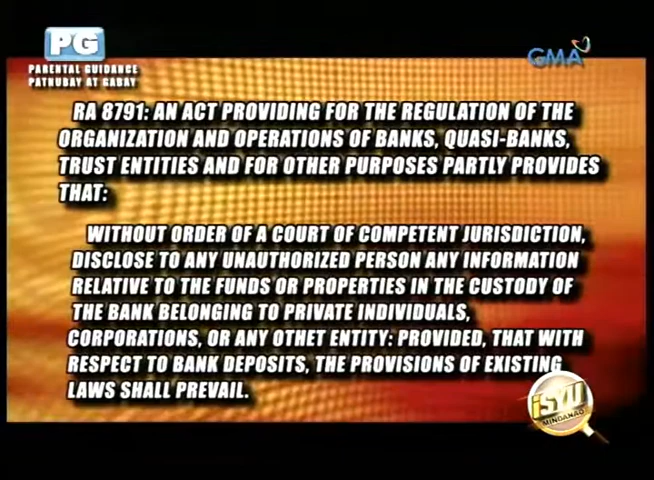 PG
PARENTAL GUIDANCE
PATNUBAY AT GABAY
GMA
RA 8791: AN ACT PROVIDING FOR THE REGULATION OF THE
ORGANIZATION AND OPERATIONS OF BANKS, QUASI-BANKS,
TRUST ENTITIES AND FOR OTHER PURPOSES PARTLY PROVIDES
THAT:
WITHOUT ORDER OF A COURT OF COMPETENT JURISDICTION,
DISCLOSE TO ANY UNAUTHORIZED PERSON ANY INFORMATION
RELATIVE TO THE FUNDS OR PROPERTIES IN THE CUSTODY OF
THE BANK BELONGING TO PRIVATE INDIVIDUALS,
CORPORATIONS, OR ANY OTHET ENTITY: PROVIDED, THAT WITH
RESPECT TO BANK DEPOSITS, THE PROVISIONS OF EXISTING
LAWS SHALL PREVAIL.
iSYU
MINDANAO